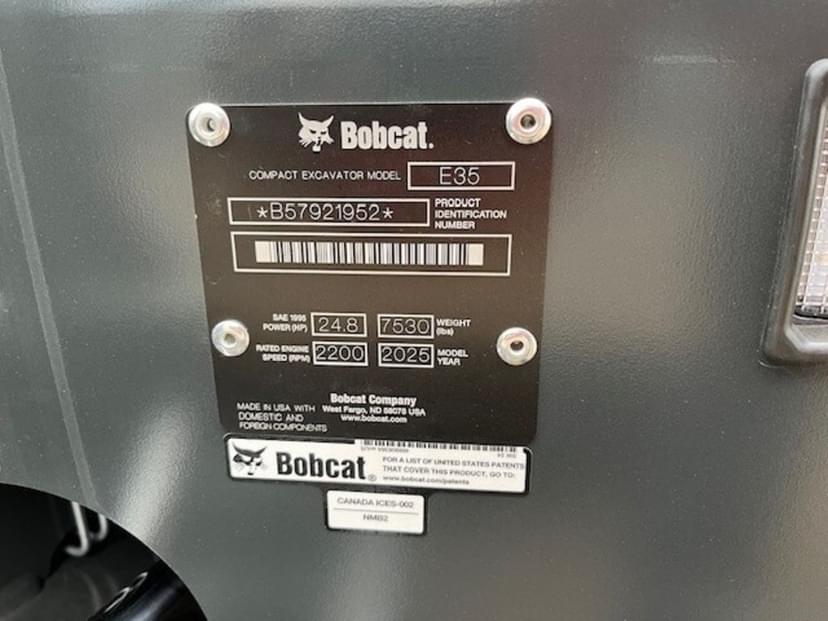 Bobcat.
COMPACT EXCAVATOR MODEL E35
*B57921952*
PRODUCT
IDENTIFICATION
NUMBER
SAE 1995
POWER (HP) 24.8 7530 WEIGHT
(lbs)
RATED ENGINE
SPEED (RPM) 2200 2025 MODEL
YEAR
Bobcat Company
West Fargo, ND 58078 USA
www.bobcat.com
MADE IN USA WITH
DOMESTIC AND
FOREIGN COMPONENTS
Bobcat®
FOR A LIST OF UNITED STATES PATENTS
THAT COVER THIS PRODUCT, GO TO:
www.bobcat.com/patents
CANADA ICES-002
NMB2